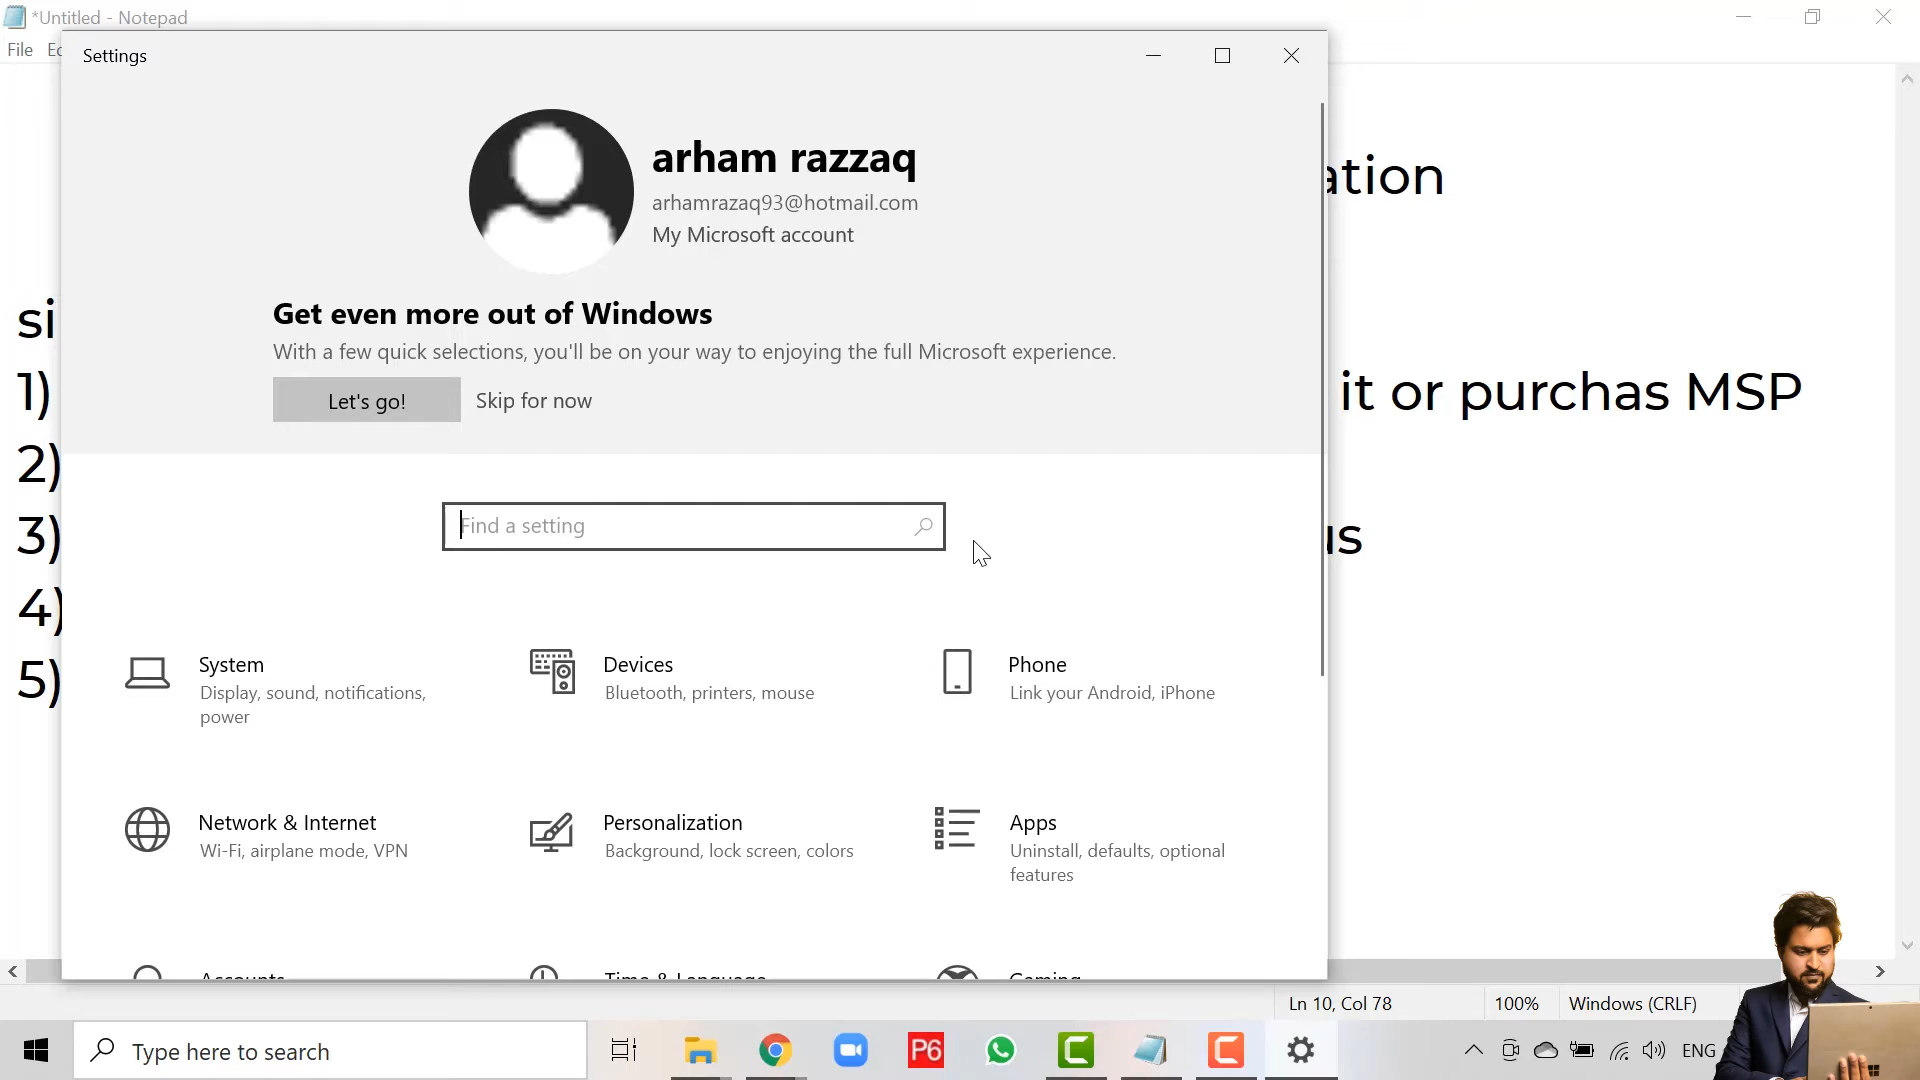 *Untitled - Notepad
File
Settings
arham razzaq
arhamrazaq93@hotmail.com
My Microsoft account
Get even more out of Windows
With a few quick selections, you'll be on your way to enjoying the full Microsoft experience.
Let's go!
Skip for now
Find a setting
System
Display, sound, notifications,
power
Devices
Bluetooth, printers, mouse
Phone
Link your Android, iPhone
Network & Internet
Wi-Fi, airplane mode, VPN
Personalization
Background, lock screen, colors
Apps
Uninstall, defaults, optional
features
Accounts
Time & Language
Gaming
ation
si
1)
it or purchas MSP
2)
3)
us
4)
5)
Ln 10, Col 78
100%
Windows (CRLF)
Type here to search
P6
ENG